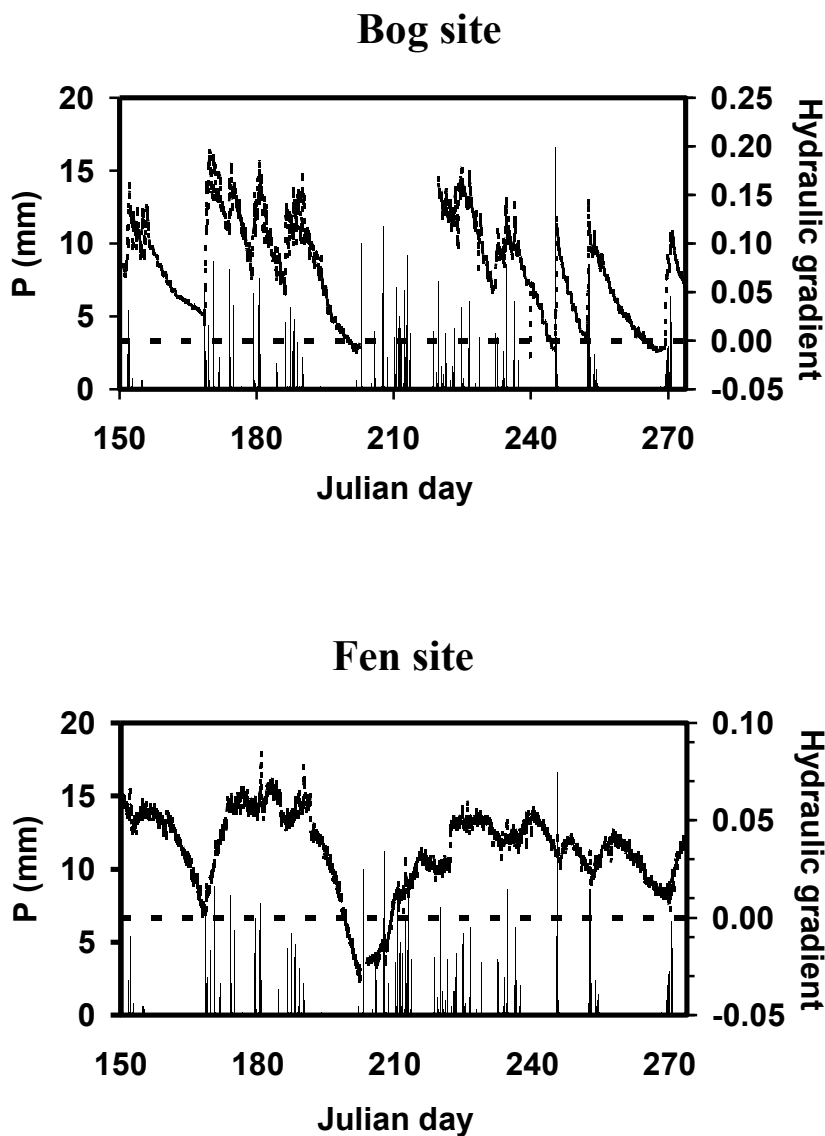 Bog site
20
15
10
5
0
P (mm)
0.25
0.20
0.15
0.10
0.05
0.00
-0.05
Hydraulic gradient
150 180 210 240 270
Julian day
Fen site
20
15
10
5
0
P (mm)
0.10
0.05
0.00
-0.05
Hydraulic gradient
150 180 210 240 270
Julian day